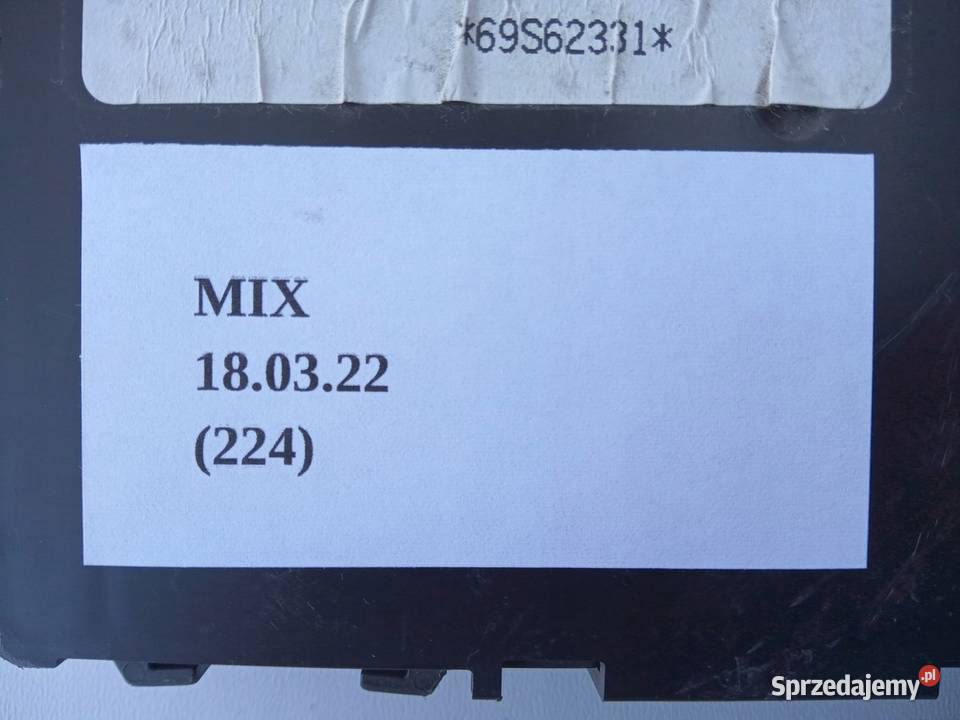 *69S62331*
MIX
18.03.22
(224)
Sprzedajemy.pl